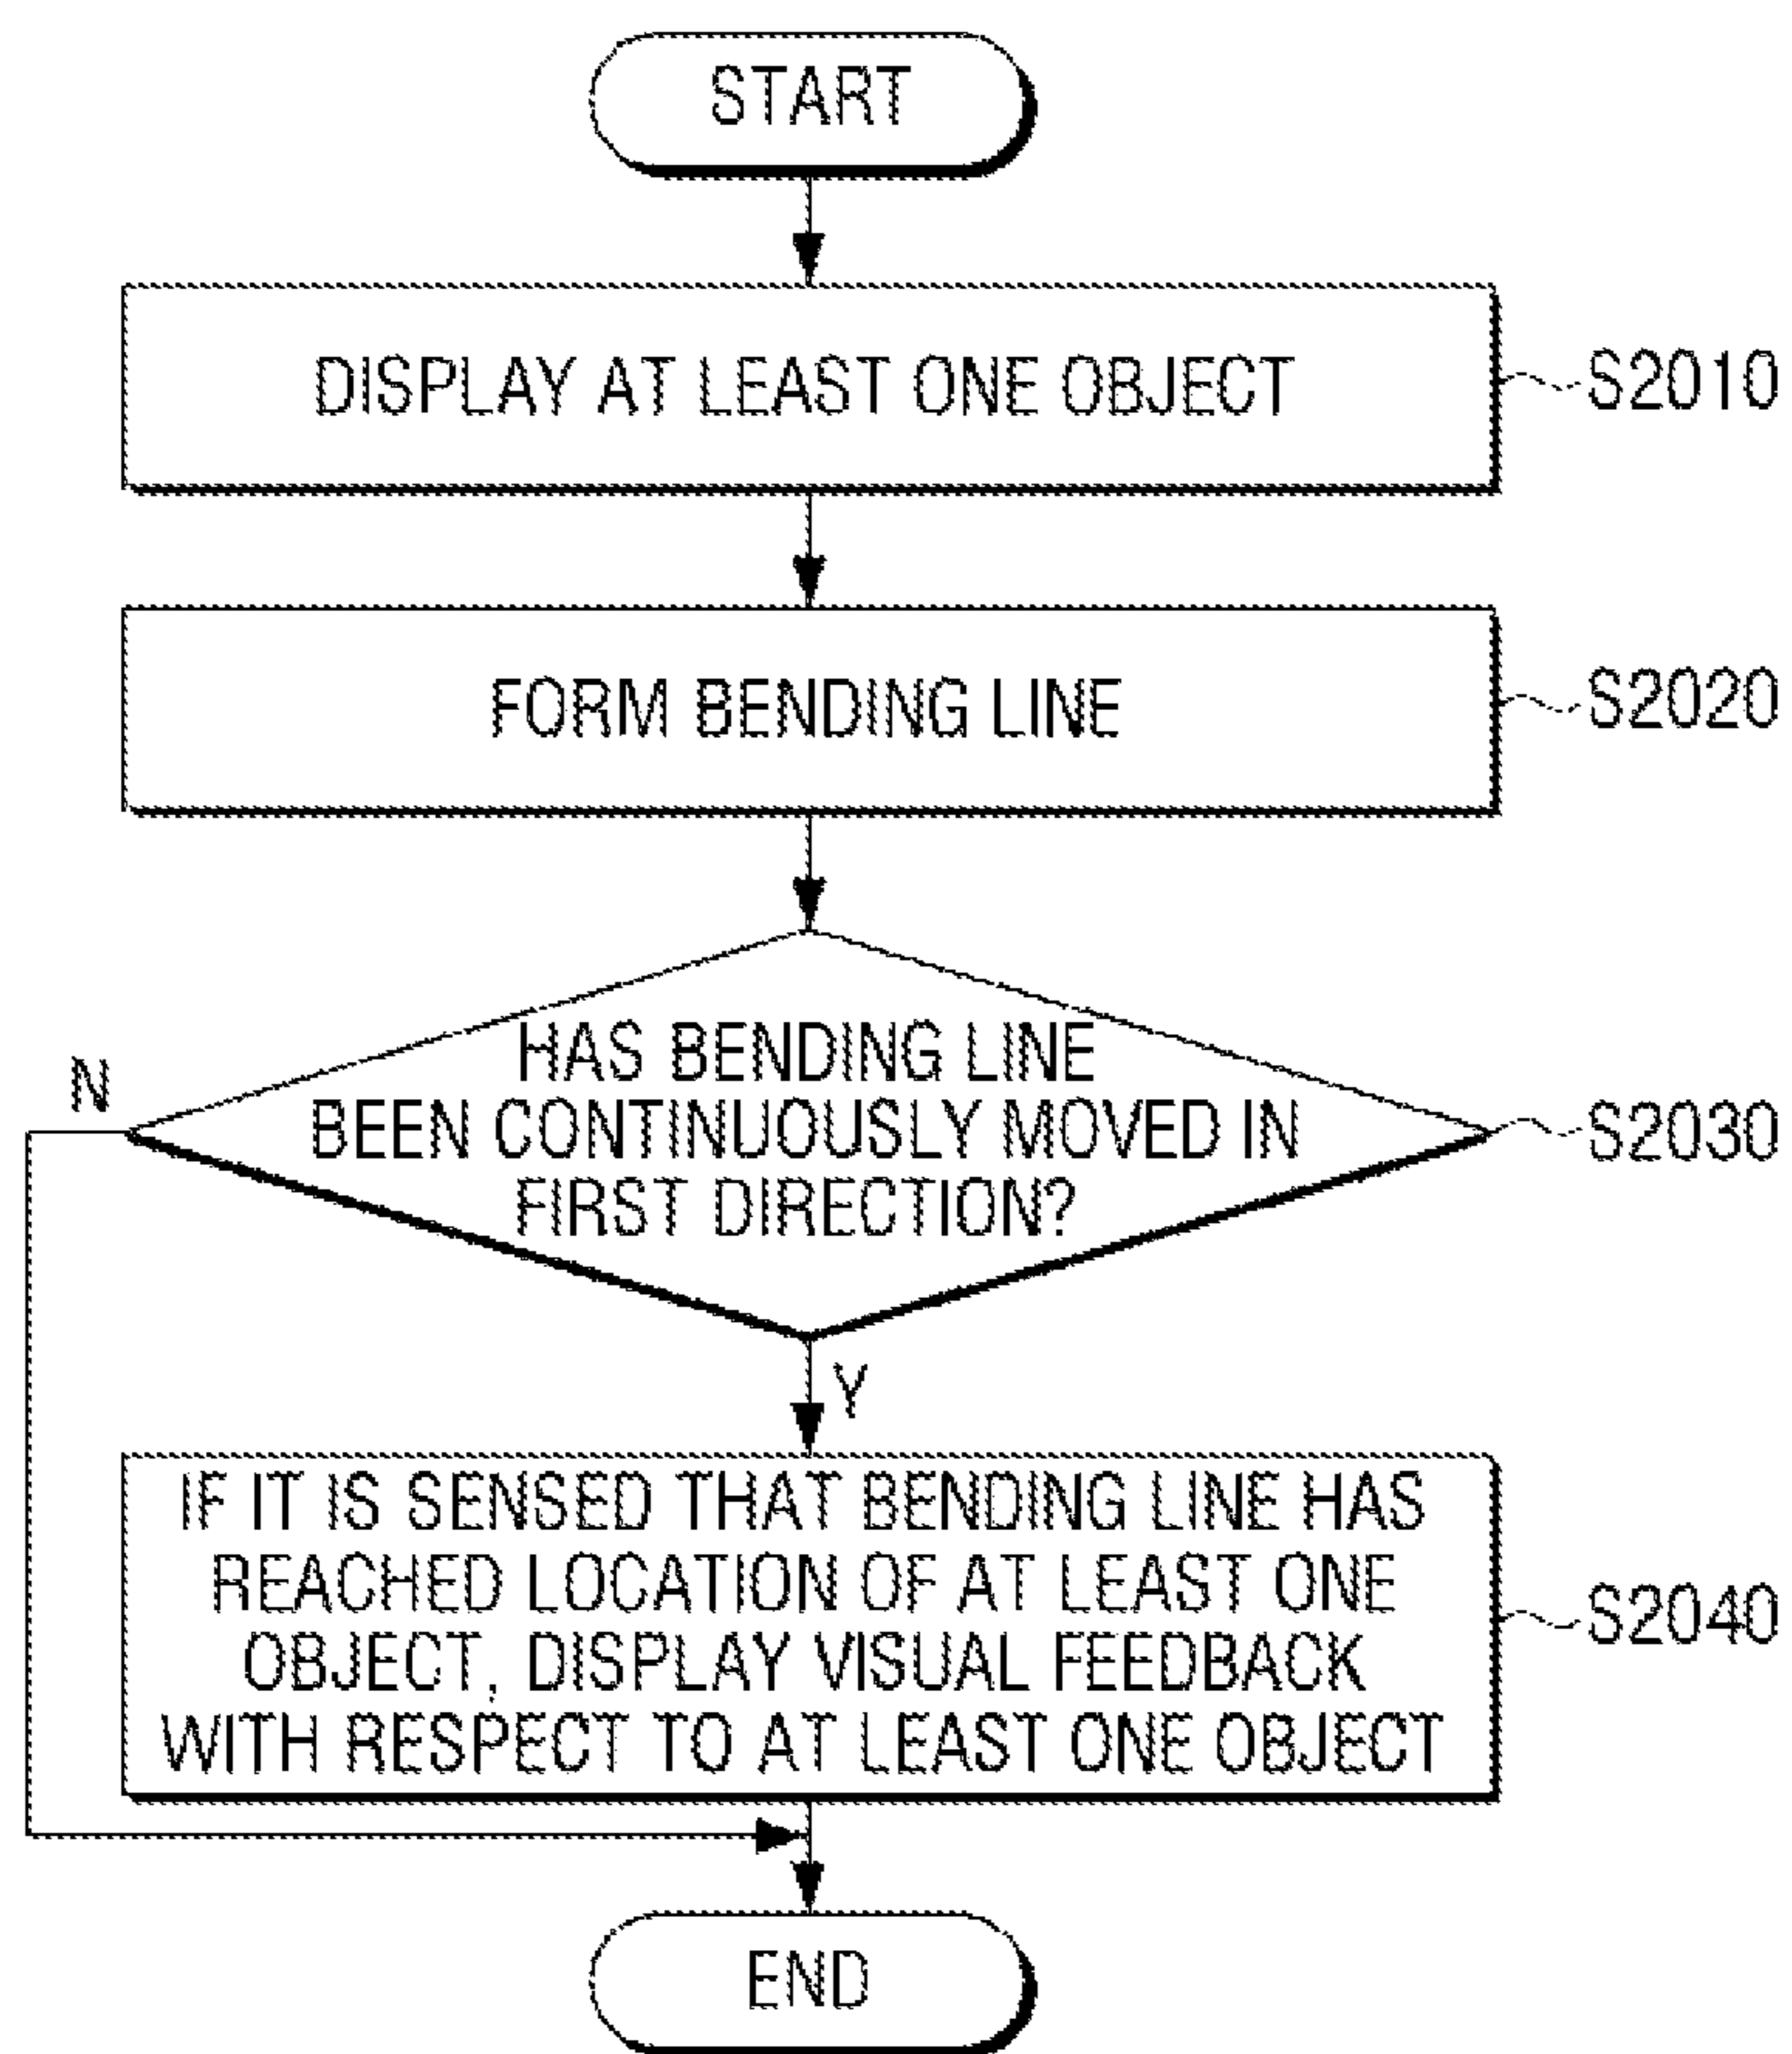 START
DISPLAY AT LEAST ONE OBJECT
S2010
FORM BENDING LINE
S2020
HAS BENDING LINE
BEEN CONTINUOUSLY MOVED IN
FIRST DIRECTION?
S2030
N
Y
IF IT IS SENSED THAT BENDING LINE HAS
REACHED LOCATION OF AT LEAST ONE
OBJECT, DISPLAY VISUAL FEEDBACK
WITH RESPECT TO AT LEAST ONE OBJECT
S2040
END